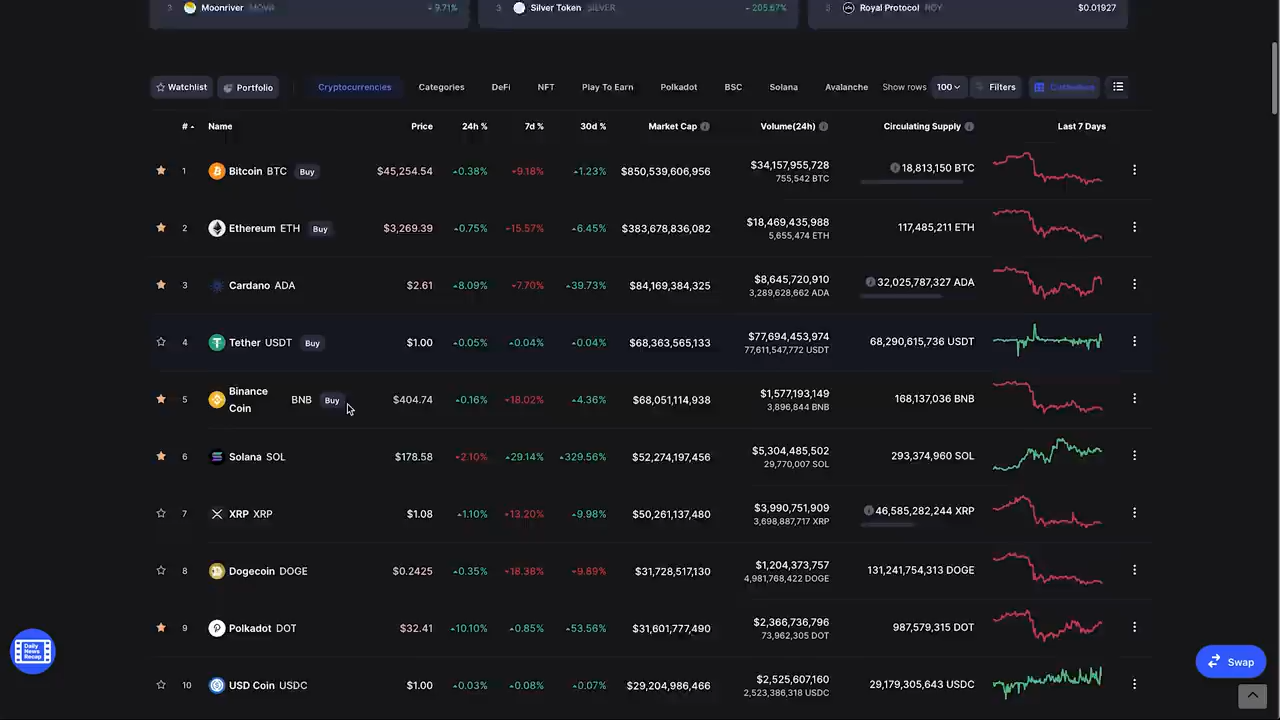 2 Moonriver MOVR 9.71% 3 Silver Token SILVER 205.67% 3 Royal Protocol ROY $0.01927
Watchlist Portfolio Cryptocurrencies Categories DeFi NFT Play To Earn Polkadot BSC Solana Avalanche Show rows 100 Filters
# Name Price 24h % 7d % 30d % Market Cap Volume(24h) Circulating Supply Last 7 Days
1 Bitcoin BTC Buy $45,254.54 0.38% 9.18% 1.23% $850,539,606,956 $34,157,955,728 18,813,150 BTC
755,542 BTC
2 Ethereum ETH Buy $3,269.39 0.75% 15.57% 6.45% $383,678,836,082 $18,469,435,988 117,485,211 ETH
5,655,474 ETH
3 Cardano ADA $2.61 8.09% 7.70% 39.73% $84,169,384,325 $8,645,720,910 32,025,787,327 ADA
3,289,628,662 ADA
4 Tether USDT Buy $1.00 0.05% 0.04% 0.04% $68,363,565,133 $77,694,453,974 68,290,615,736 USDT
77,611,547,772 USDT
5 Binance Coin BNB Buy $404.74 0.16% 18.02% 4.36% $68,051,114,938 $1,577,193,149 168,137,036 BNB
3,896,844 BNB
6 Solana SOL $178.58 2.10% 29.14% 329.56% $52,274,197,456 $5,304,485,502 293,374,960 SOL
29,770,007 SOL
7 XRP XRP $1.08 1.10% 13.20% 9.98% $50,261,137,480 $3,990,751,909 46,585,282,244 XRP
3,698,887,717 XRP
8 Dogecoin DOGE $0.2425 0.35% 18.38% 9.89% $31,728,517,130 $1,204,373,757 131,241,754,313 DOGE
4,981,768,422 DOGE
9 Polkadot DOT $32.41 10.10% 0.85% 53.56% $31,601,777,490 $2,366,736,796 987,579,315 DOT
73,962,305 DOT
10 USD Coin USDC $1.00 0.03% 0.08% 0.07% $29,204,986,466 $2,525,607,160 29,179,305,643 USDC
2,523,386,318 USDC
Daily
News
Recap
Swap